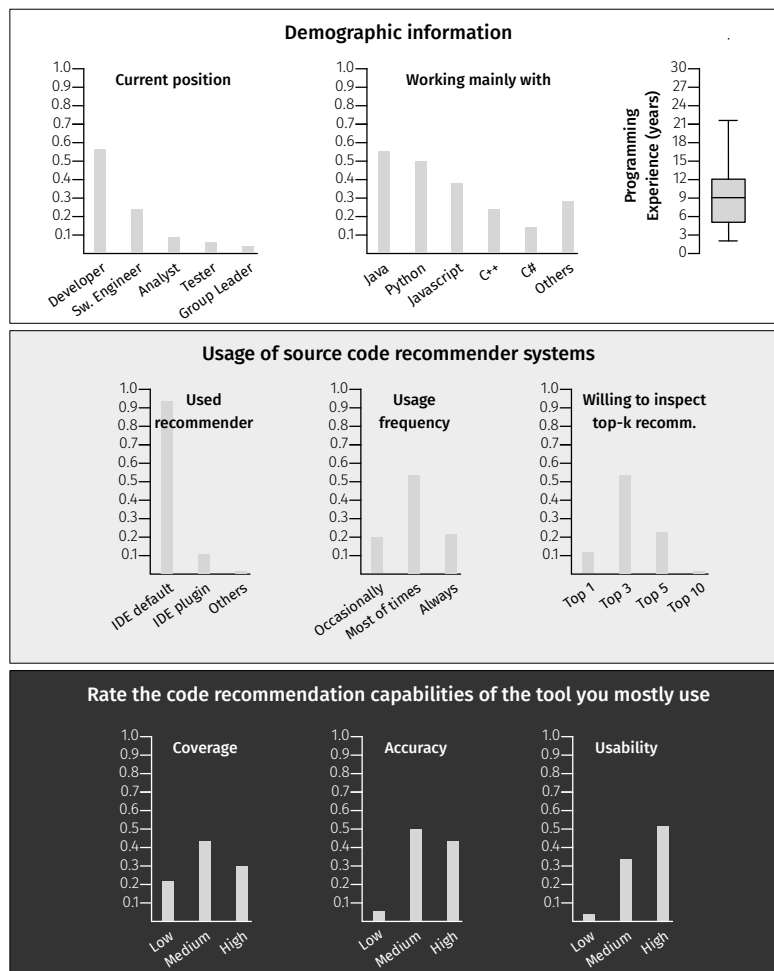 Demographic information
Current position
1.0
0.9
0.8
0.7
0.6
0.5
0.4
0.3
0.2
0.1
Developer
Sw. Engineer
Analyst
Tester
Group Leader
Working mainly with
1.0
0.9
0.8
0.7
0.6
0.5
0.4
0.3
0.2
0.1
Java
Python
Javascript
C++
C#
Others
Programming
Experience (years)
30
27
24
21
18
15
12
9
6
3
0
Usage of source code recommender systems
Used
recommender
1.0
0.9
0.8
0.7
0.6
0.5
0.4
0.3
0.2
0.1
IDE default
IDE plugin
Others
Usage
frequency
1.0
0.9
0.8
0.7
0.6
0.5
0.4
0.3
0.2
0.1
Occasionally
Most of times
Always
Willing to inspect
top-k recomm.
1.0
0.9
0.8
0.7
0.6
0.5
0.4
0.3
0.2
0.1
Top 1
Top 3
Top 5
Top 10
Rate the code recommendation capabilities of the tool you mostly use
Coverage
1.0
0.9
0.8
0.7
0.6
0.5
0.4
0.3
0.2
0.1
Low
Medium
High
Accuracy
1.0
0.9
0.8
0.7
0.6
0.5
0.4
0.3
0.2
0.1
Low
Medium
High
Usability
1.0
0.9
0.8
0.7
0.6
0.5
0.4
0.3
0.2
0.1
Low
Medium
High